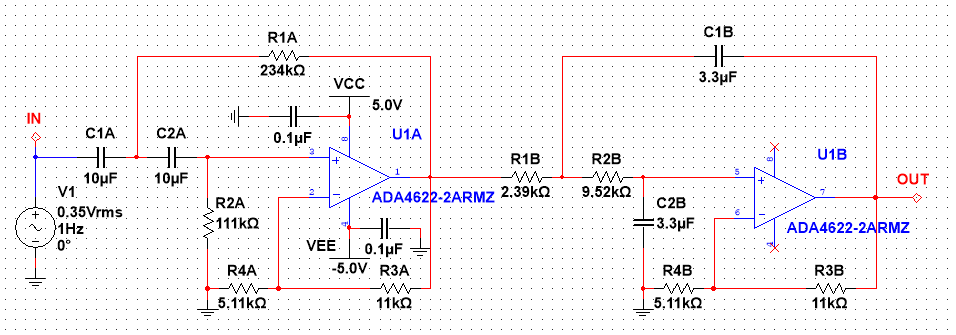 C1B
R1A
3.3µF
234kΩ
VCC
5.0V
IN
C1A
C2A
0.1µF
8
U1A
3
10µF
10µF
1
R1B
R2B
8
U1B
5
V1
0.35Vrms
1Hz
0°
2
ADA4622-2ARMZ
2.39kΩ
9.52kΩ
7
OUT
R2A
111kΩ
C2B
3.3µF
6
ADA4622-2ARMZ
4
VEE
0.1µF
4
-5.0V
R4A
R3A
R4B
R3B
5.11kΩ
11kΩ
5.11kΩ
11kΩ